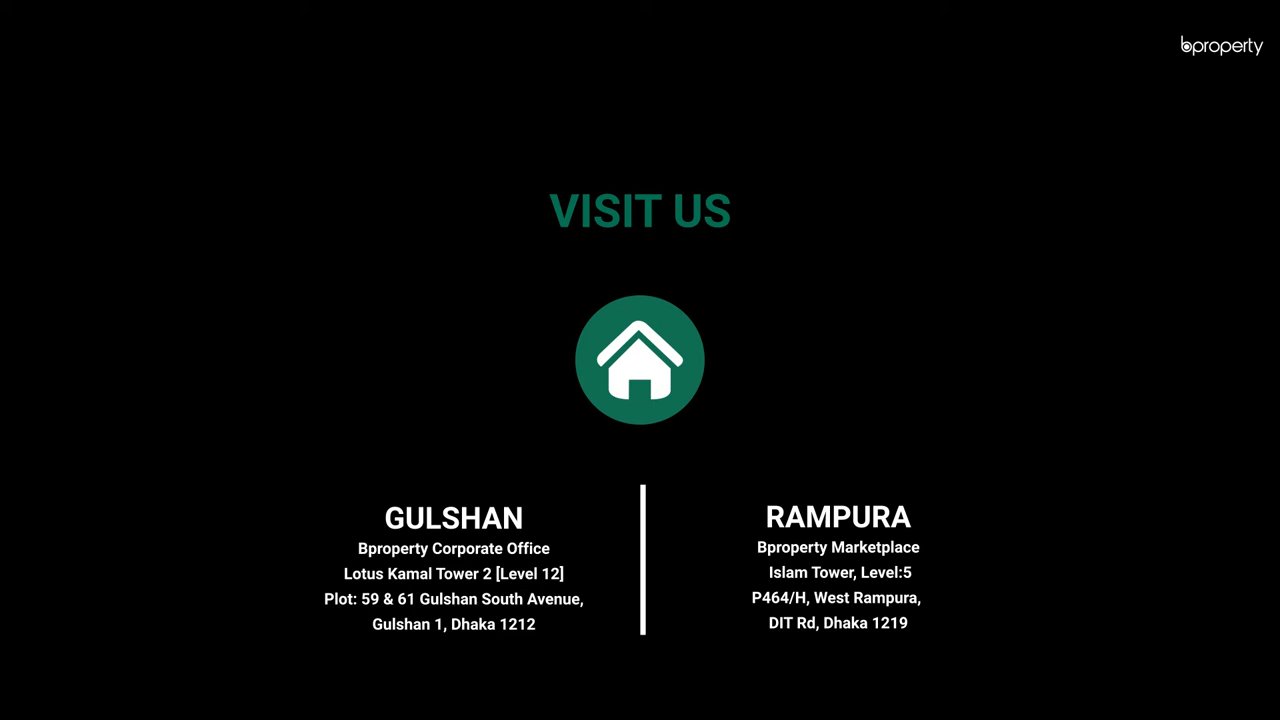 bproperty
VISIT US
GULSHAN
Bproperty Corporate Office
Lotus Kamal Tower 2 [Level 12]
Plot: 59 & 61 Gulshan South Avenue,
Gulshan 1, Dhaka 1212
RAMPURA
Bproperty Marketplace
Islam Tower, Level:5
P464/H, West Rampura,
DIT Rd, Dhaka 1219